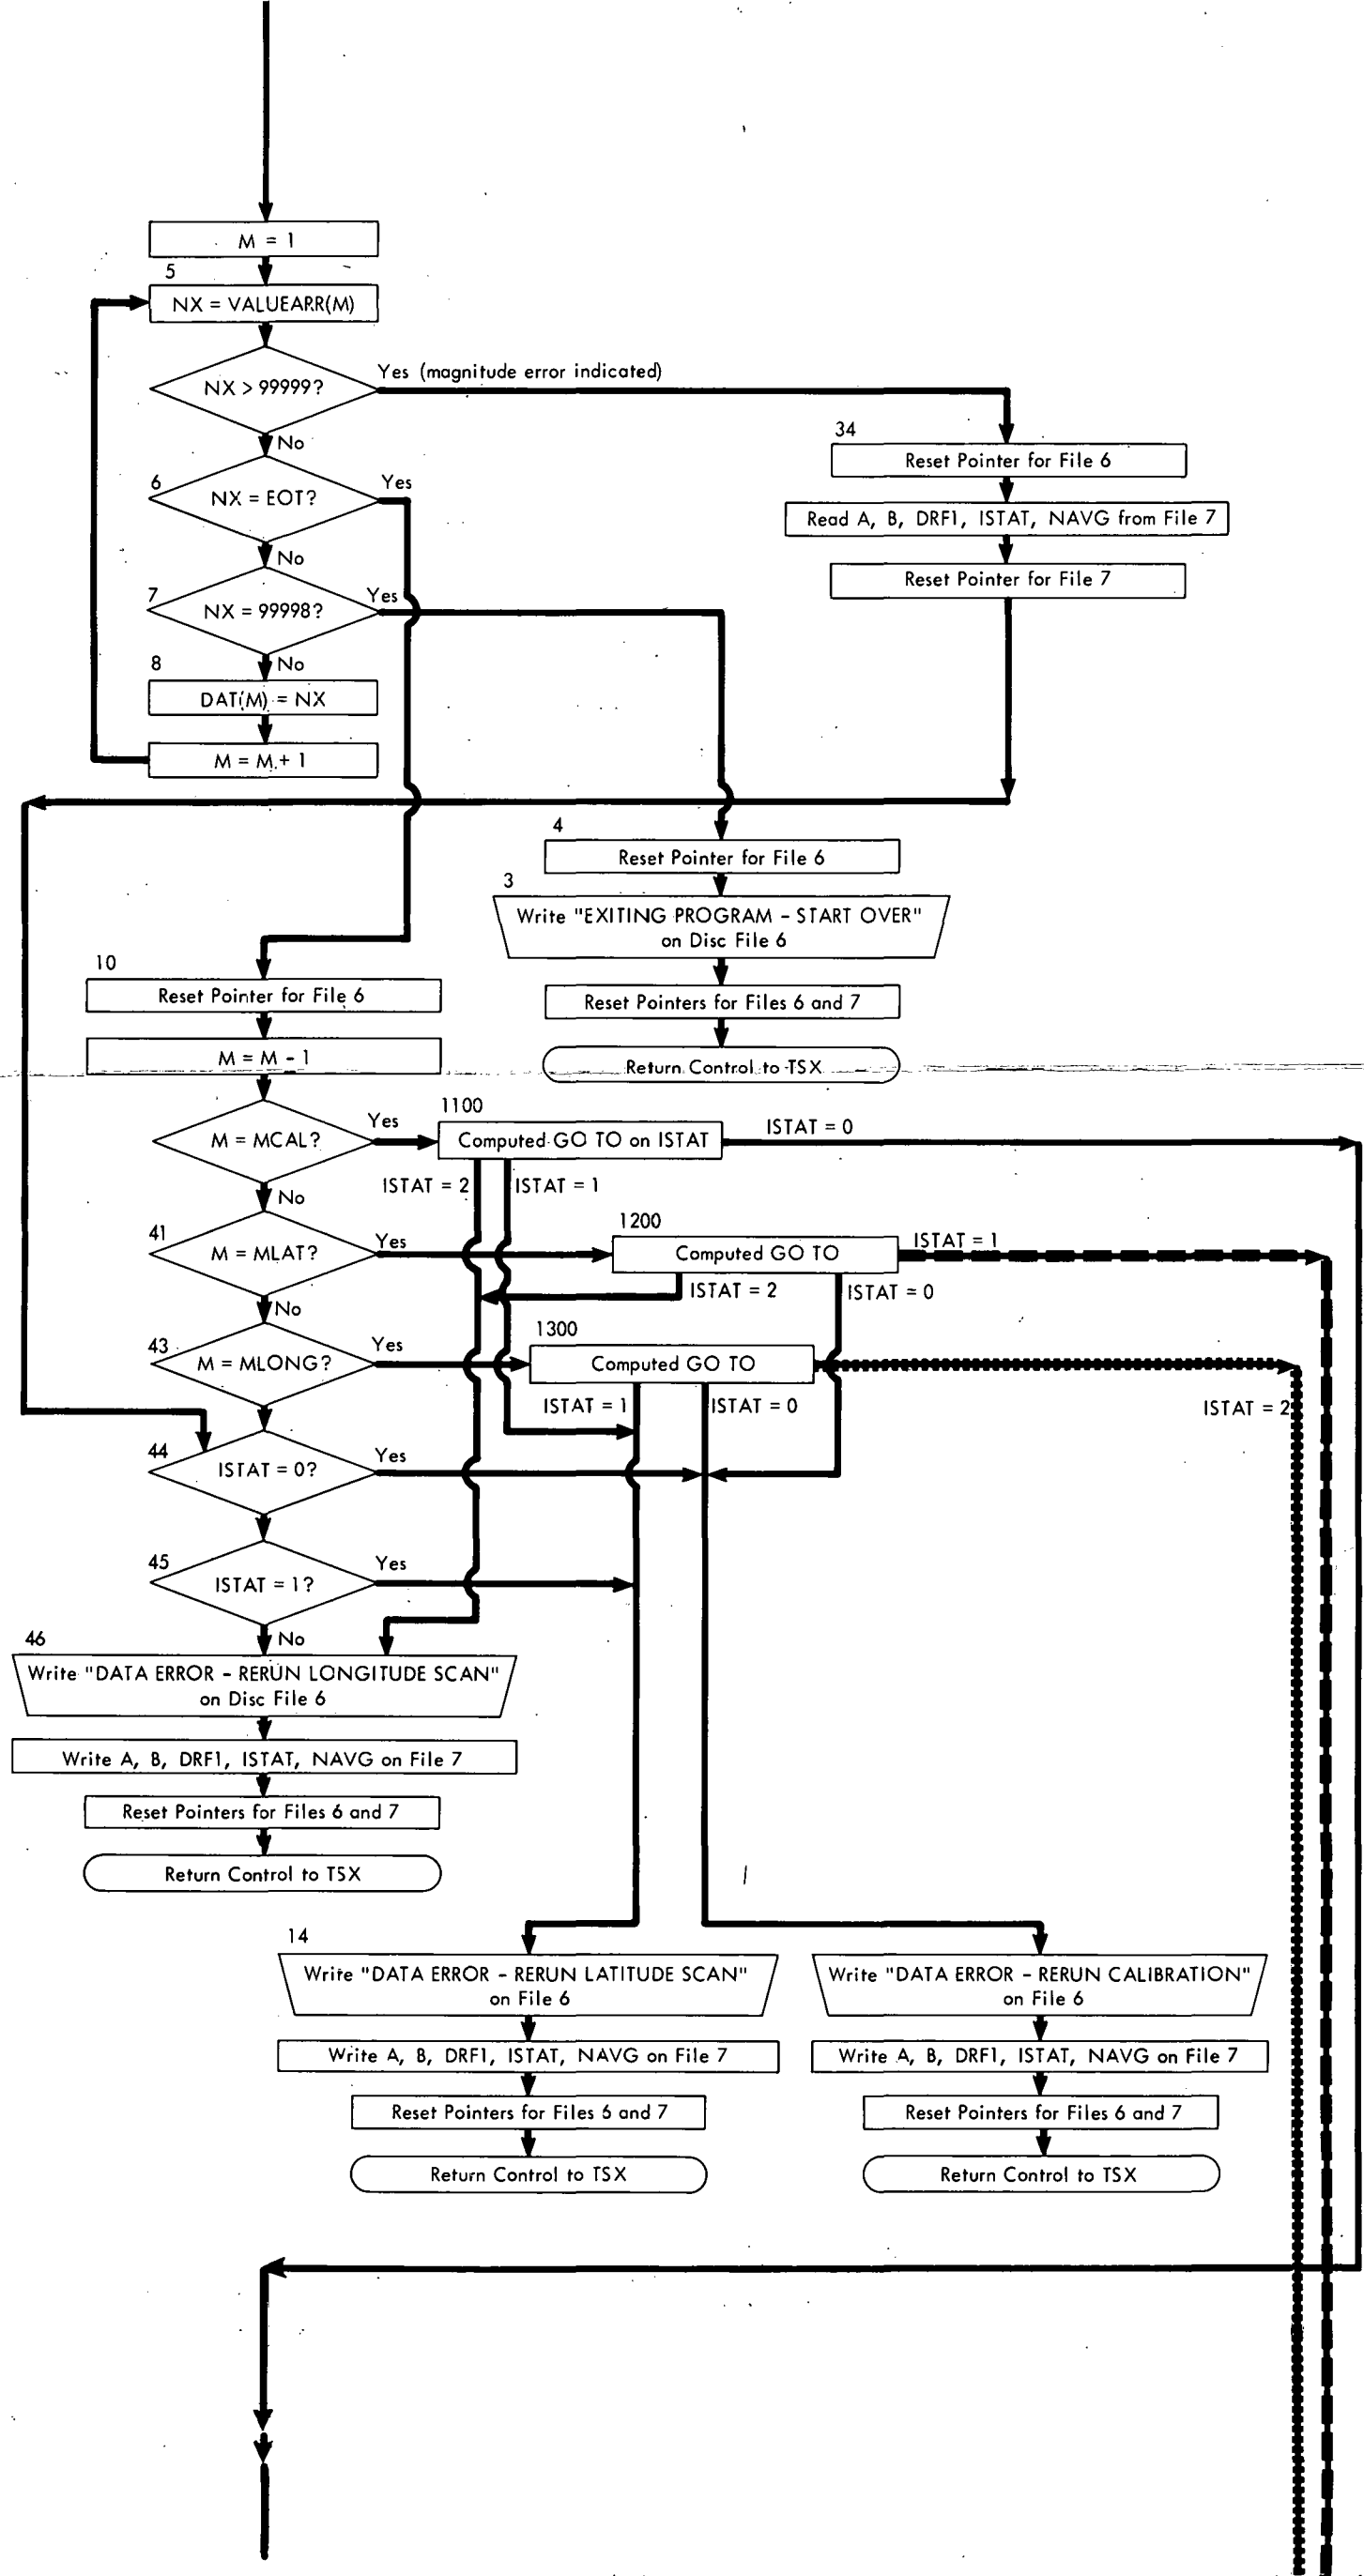 M = 1
5
NX = VALUEARR(M)
NX > 99999?
Yes (magnitude error indicated)
No
34
Reset Pointer for File 6
Read A, B, DRF1, ISTAT, NAVG from File 7
Reset Pointer for File 7
6
NX = EOT?
Yes
No
7
NX = 99998?
Yes
No
8
DAT(M) = NX
M = M + 1
4
Reset Pointer for File 6
3
Write "EXITING PROGRAM - START OVER"
on Disc File 6
Reset Pointers for Files 6 and 7
Return Control to TSX
10
Reset Pointer for File 6
M = M - 1
M = MCAL?
Yes
No
1100
Computed GO TO on ISTAT
ISTAT = 0
ISTAT = 2
ISTAT = 1
41
M = MLAT?
Yes
No
1200
Computed GO TO
ISTAT = 1
ISTAT = 2
ISTAT = 0
43
M = MLONG?
Yes
1300
Computed GO TO
ISTAT = 1
ISTAT = 0
ISTAT = 2
44
ISTAT = 0?
Yes
45
ISTAT = 1?
Yes
No
46
Write "DATA ERROR - RERUN LONGITUDE SCAN"
on Disc File 6
Write A, B, DRF1, ISTAT, NAVG on File 7
Reset Pointers for Files 6 and 7
Return Control to TSX
14
Write "DATA ERROR - RERUN LATITUDE SCAN"
on File 6
Write A, B, DRF1, ISTAT, NAVG on File 7
Reset Pointers for Files 6 and 7
Return Control to TSX
Write "DATA ERROR - RERUN CALIBRATION"
on File 6
Write A, B, DRF1, ISTAT, NAVG on File 7
Reset Pointers for Files 6 and 7
Return Control to TSX